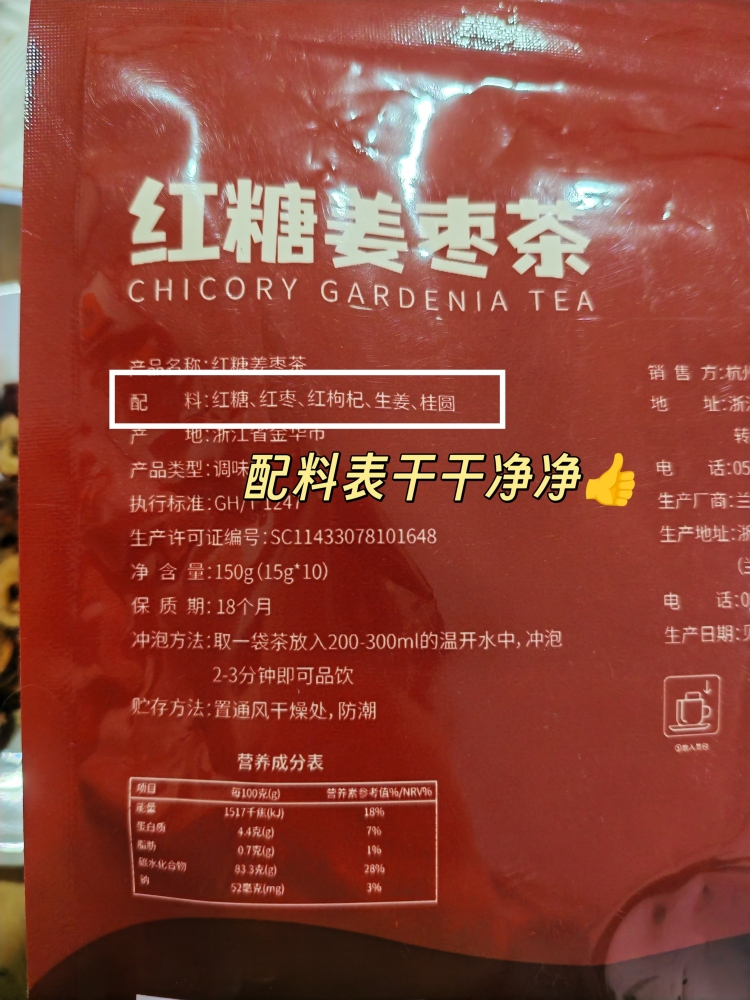 红糖姜枣茶
CHICORY GARDENIA TEA
产品名称:红糖姜枣茶
配 料:红糖、红枣、红枸杞、生姜、桂圆
产 地:浙江省金华市
配料表干干净净👍
产品类型:调味
执行标准:GH/T 1247
生产许可证编号:SC11433078101648
净 含 量:150g(15g*10)
保 质 期:18个月
冲泡方法:取一袋茶放入200-300ml的温开水中,冲泡
2-3分钟即可品饮
贮存方法:置通风干燥处,防潮
营养成分表
项目 每100克(g) 营养素参考值%/NRV%
能量 1517千焦(kJ) 18%
蛋白质 4.4克(g) 7%
脂肪 0.7克(g) 1%
碳水化合物 83.3克(g) 28%
钠 52毫克(mg) 3%
销 售 方:杭州
地 址:浙江
转
电 话:05
生产厂商:兰
生产地址:浙
(兰
电 话:0
生产日期:见